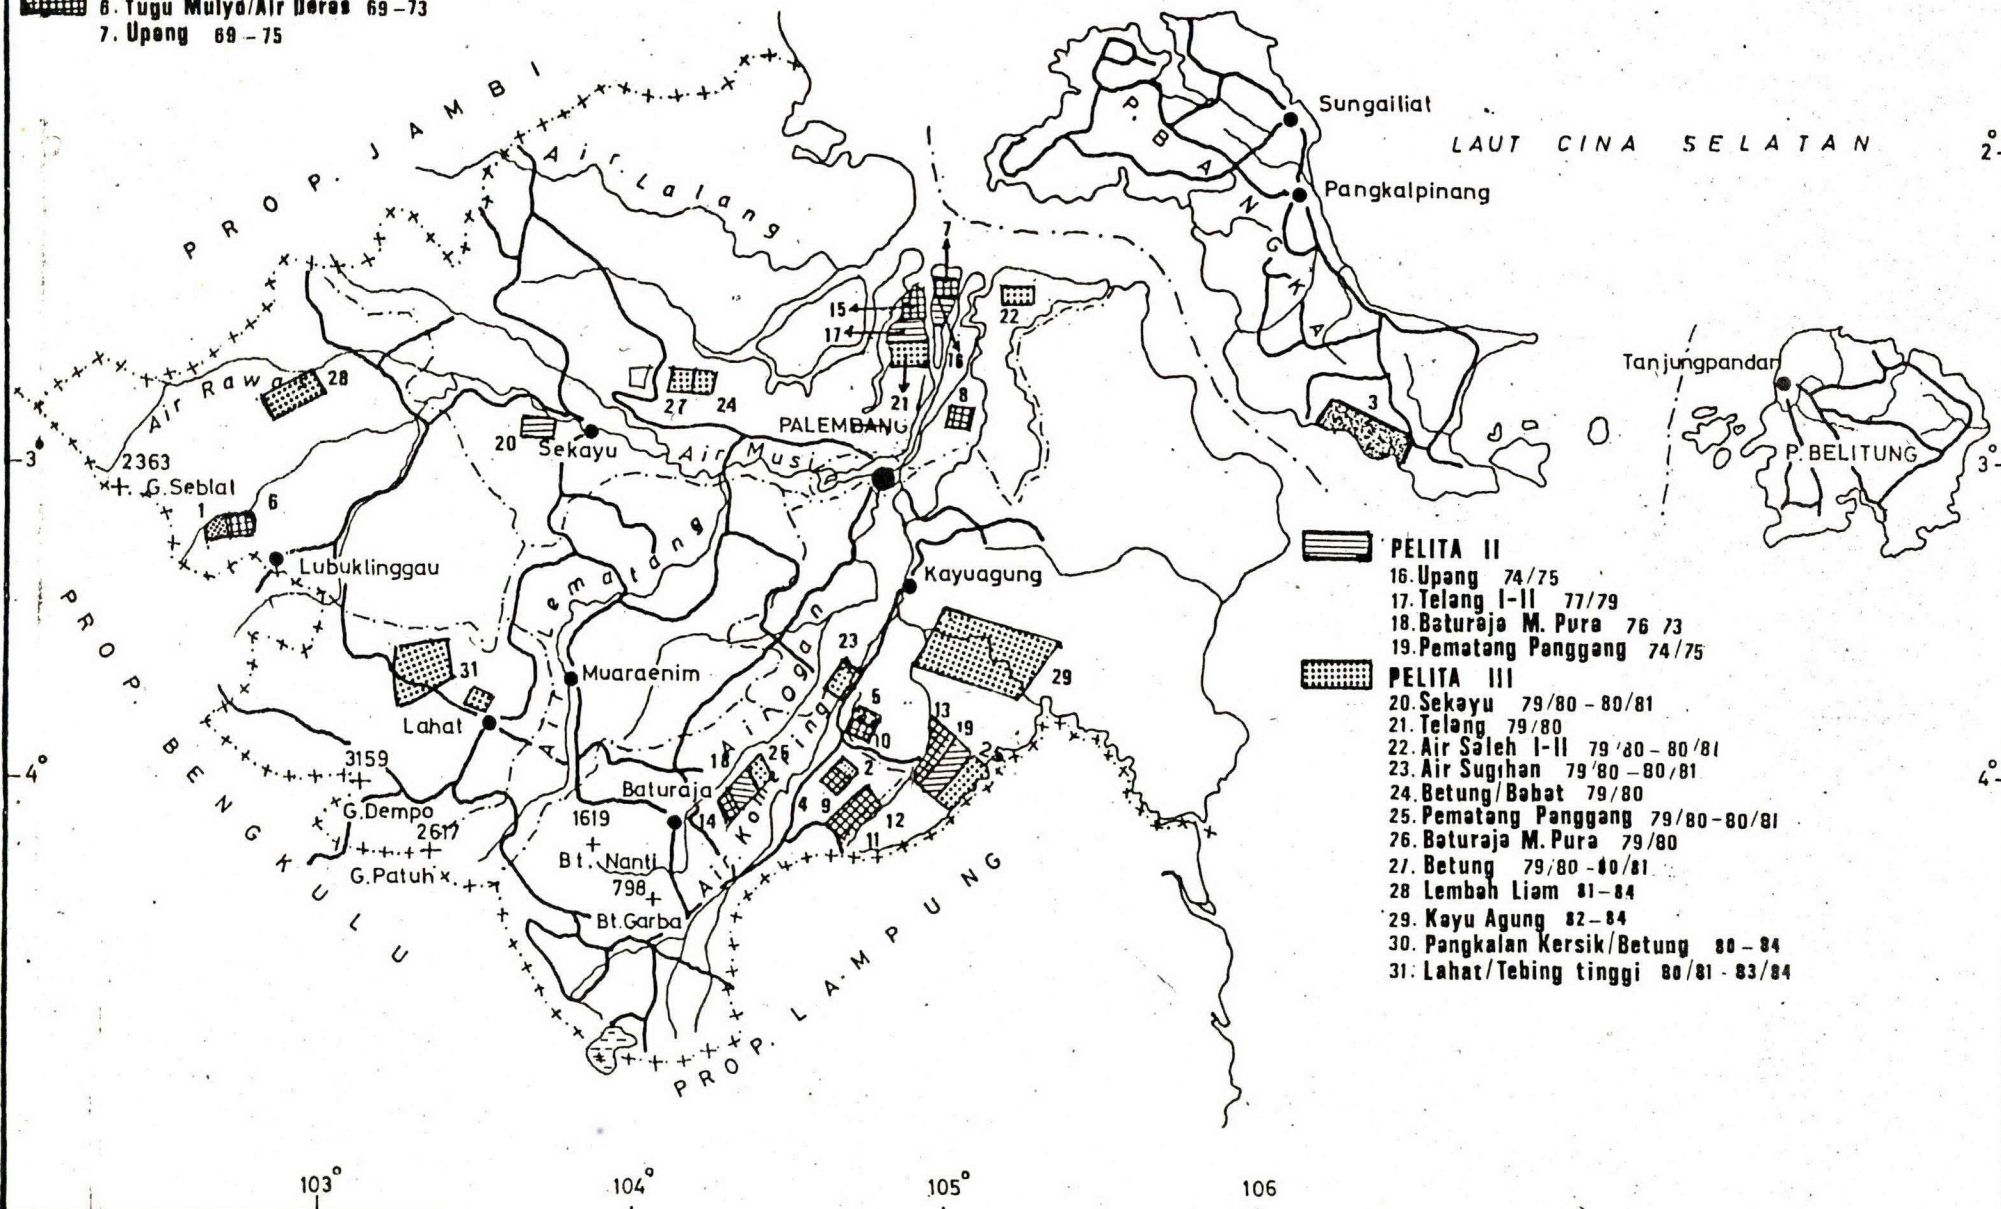 6. Tugu Mulyo/Air Deras 69-73
7. Upang 69-75
PROP. JAMBI
Air Lalang
P. BANGKA
Sungailiat
Pangkalpinang
LAUT CINA SELATAN
2°
7
15
17
16
22
21
8
Air Rawas
28
27
24
PALEMBANG
20
Sekayu
Air Musi
3
Tanjungpandan
P. BELITUNG
3°
3°
2363
G. Seblat
1
6
Lubuklinggau
Lematang
Kayuagung
Air Ogan
23
31
Muaraenim
Lahat
29
5
10
13
19
25
18
26
2
4
9
12
11
14
Baturaja
Air Komering
4°
4°
3159
G. Dempo
2617
G. Patuh
1619
Bt. Nanti
798
Bt. Garba
Air
PROP. BENGKULU
PROP. LAMPUNG
PELITA II
16. Upang 74/75
17. Telang I-II 77/79
18. Baturaja M. Pura 76 73
19. Pematang Panggang 74/75
PELITA III
20. Sekayu 79/80 - 80/81
21. Telang 79/80
22. Air Saleh I-II 79/80 - 80/81
23. Air Sugihan 79/80 - 80/81
24. Betung/Babat 79/80
25. Pematang Panggang 79/80-80/81
26. Baturaja M. Pura 79/80
27. Betung 79/80 - 80/81
28 Lembah Liam 81-84
29. Kayu Agung 82-84
30. Pangkalan Kersik/Betung 80-84
31. Lahat/Tebing tinggi 80/81 - 83/84
103°
104°
105°
106